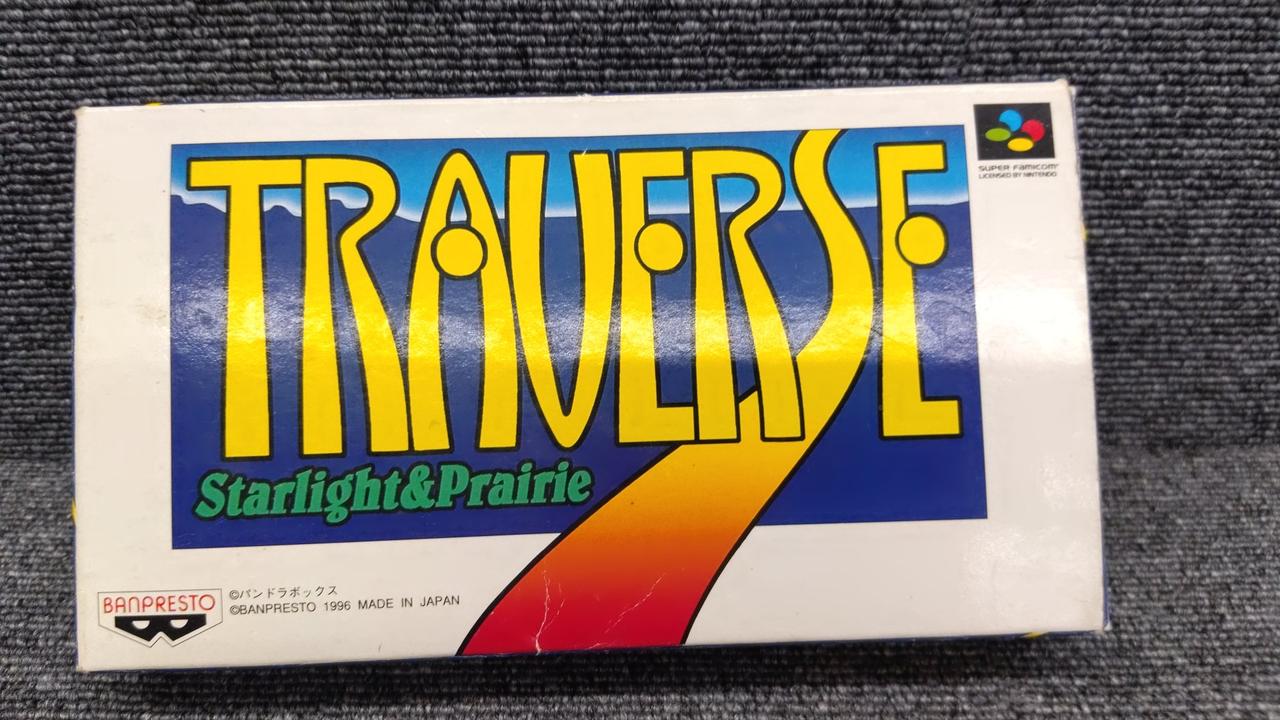 TRAVERSE
Starlight&Prairie
SUPER FAMICOM
LICENSED BY NINTENDO
BANPRESTO
©パンドラボックス
©BANPRESTO 1996 MADE IN JAPAN